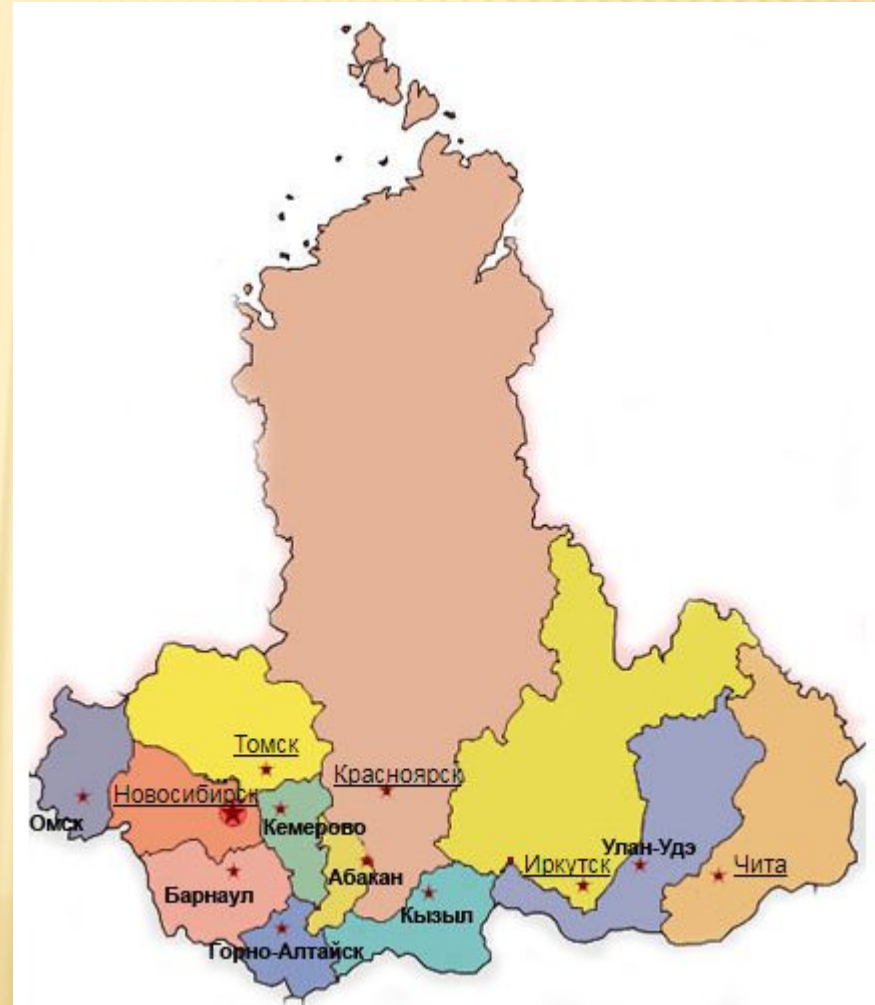 Томск
Красноярск
Новосибирск
Омск
Кемерово
Абакан
Иркутск
Улан-Удэ
Чита
Барнаул
Кызыл
Горно-Алтайск